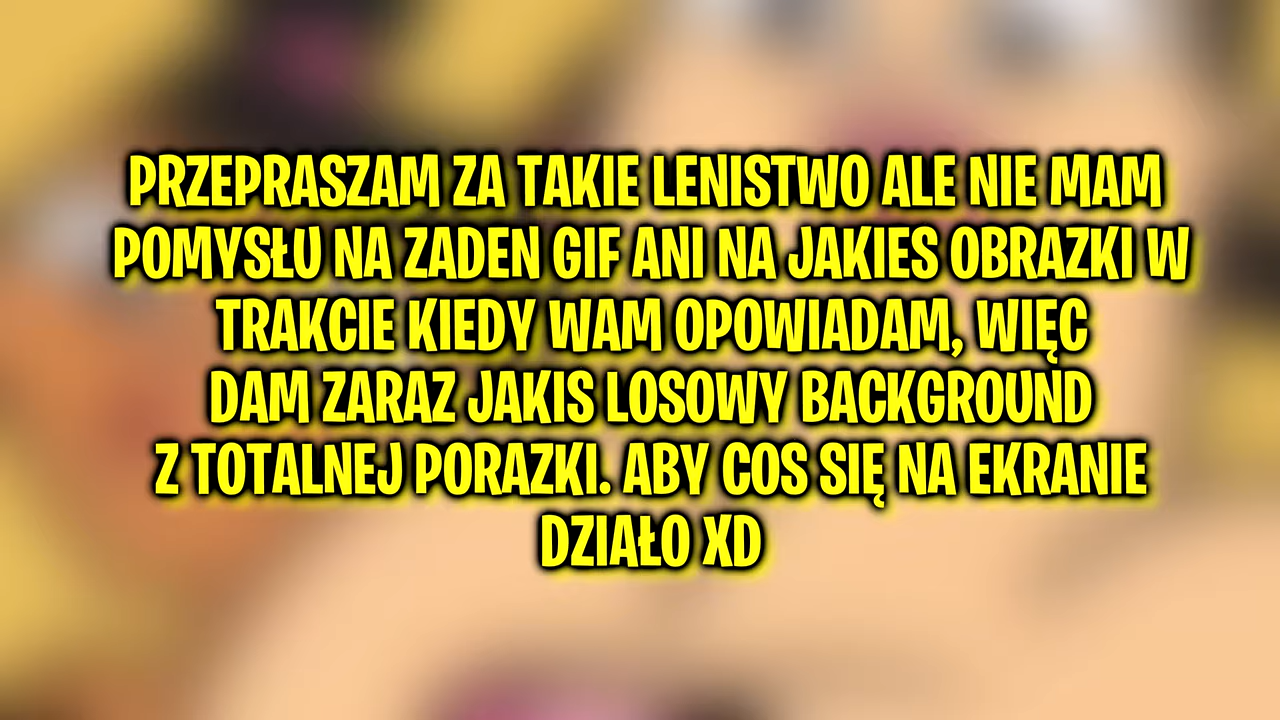 PRZEPRASZAM ZA TAKIE LENISTWO ALE NIE MAM
POMYSŁU NA ZADEN GIF ANI NA JAKIES OBRAZKI W
TRAKCIE KIEDY WAM OPOWIADAM, WIĘC
DAM ZARAZ JAKIS LOSOWY BACKGROUND
Z TOTALNEJ PORAZKI. ABY COS SIĘ NA EKRANIE
DZIAŁO XD